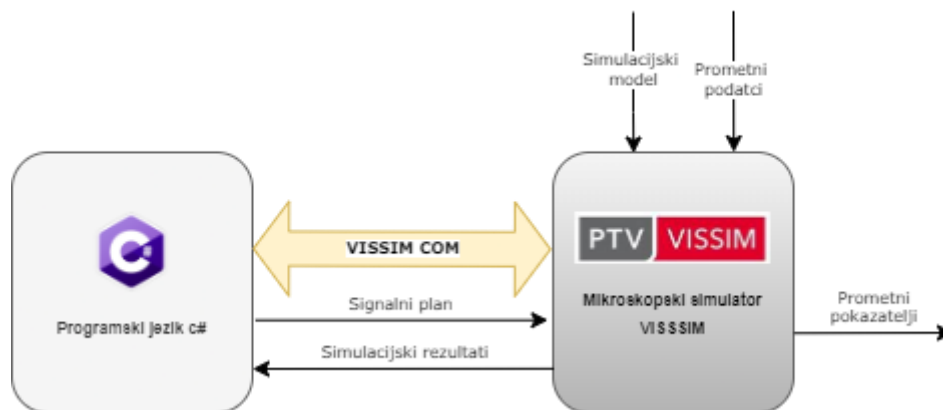 Simulacijski
model
Prometni
podatci
C#
Programski jezik c#
VISSIM COM
Signalni plan
Simulacijski rezultati
PTV VISSIM
Mikroskopski simulator
VISSSIM
Prometni
pokazatelji